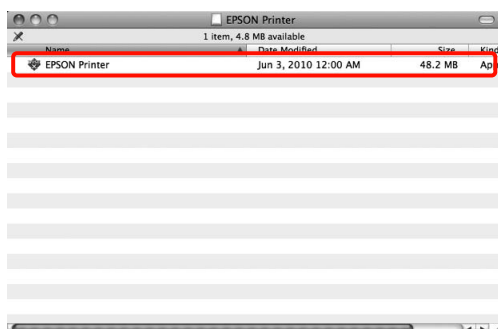 EPSON Printer
1 item, 4.8 MB available
Name Date Modified Size Kind
EPSON Printer Jun 3, 2010 12:00 AM 48.2 MB Ap